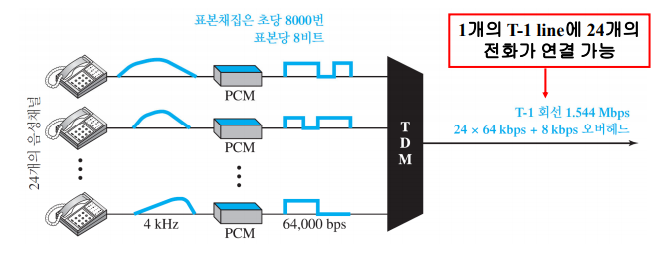 표본채집은 초당 8000번
표본당 8비트
1개의 T-1 line에 24개의
전화가 연결 가능
24개의 음성채널
PCM
PCM
PCM
4 kHz
64,000 bps
T
D
M
T-1 회선 1.544 Mbps
24 × 64 kbps + 8 kbps 오버헤느